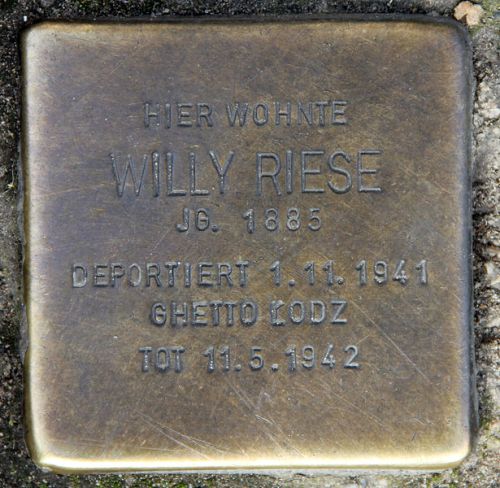 HIER WOHNTE
WILLY RIESE
JG. 1885
DEPORTIERT 1.11.1941
GHETTO ŁODZ
TOT 11.5.1942